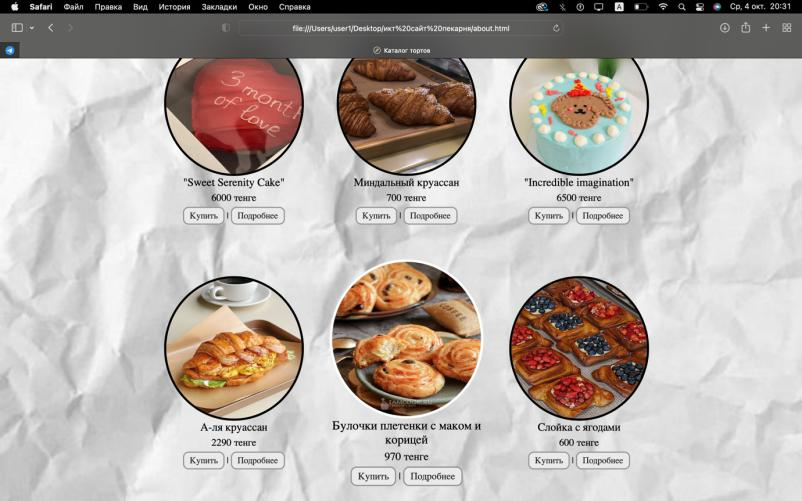 Safari Файл Правка Вид История Закладки Окно Справка A Ср, 4 окт. 20:31
file:///Users/user1/Desktop/икт%20сайт%20пекарня/about.html
Каталог тортов
3 month
of love
"Sweet Serenity Cake" Миндальный круассан "Incredible imagination"
6000 тенге 700 тенге 6500 тенге
Купить | Подробнее Купить | Подробнее Купить | Подробнее
А-ля круассан Булочки плетенки с маком и Слойка с ягодами
корицей
2290 тенге 970 тенге 600 тенге
Купить | Подробнее Купить | Подробнее Купить | Подробнее